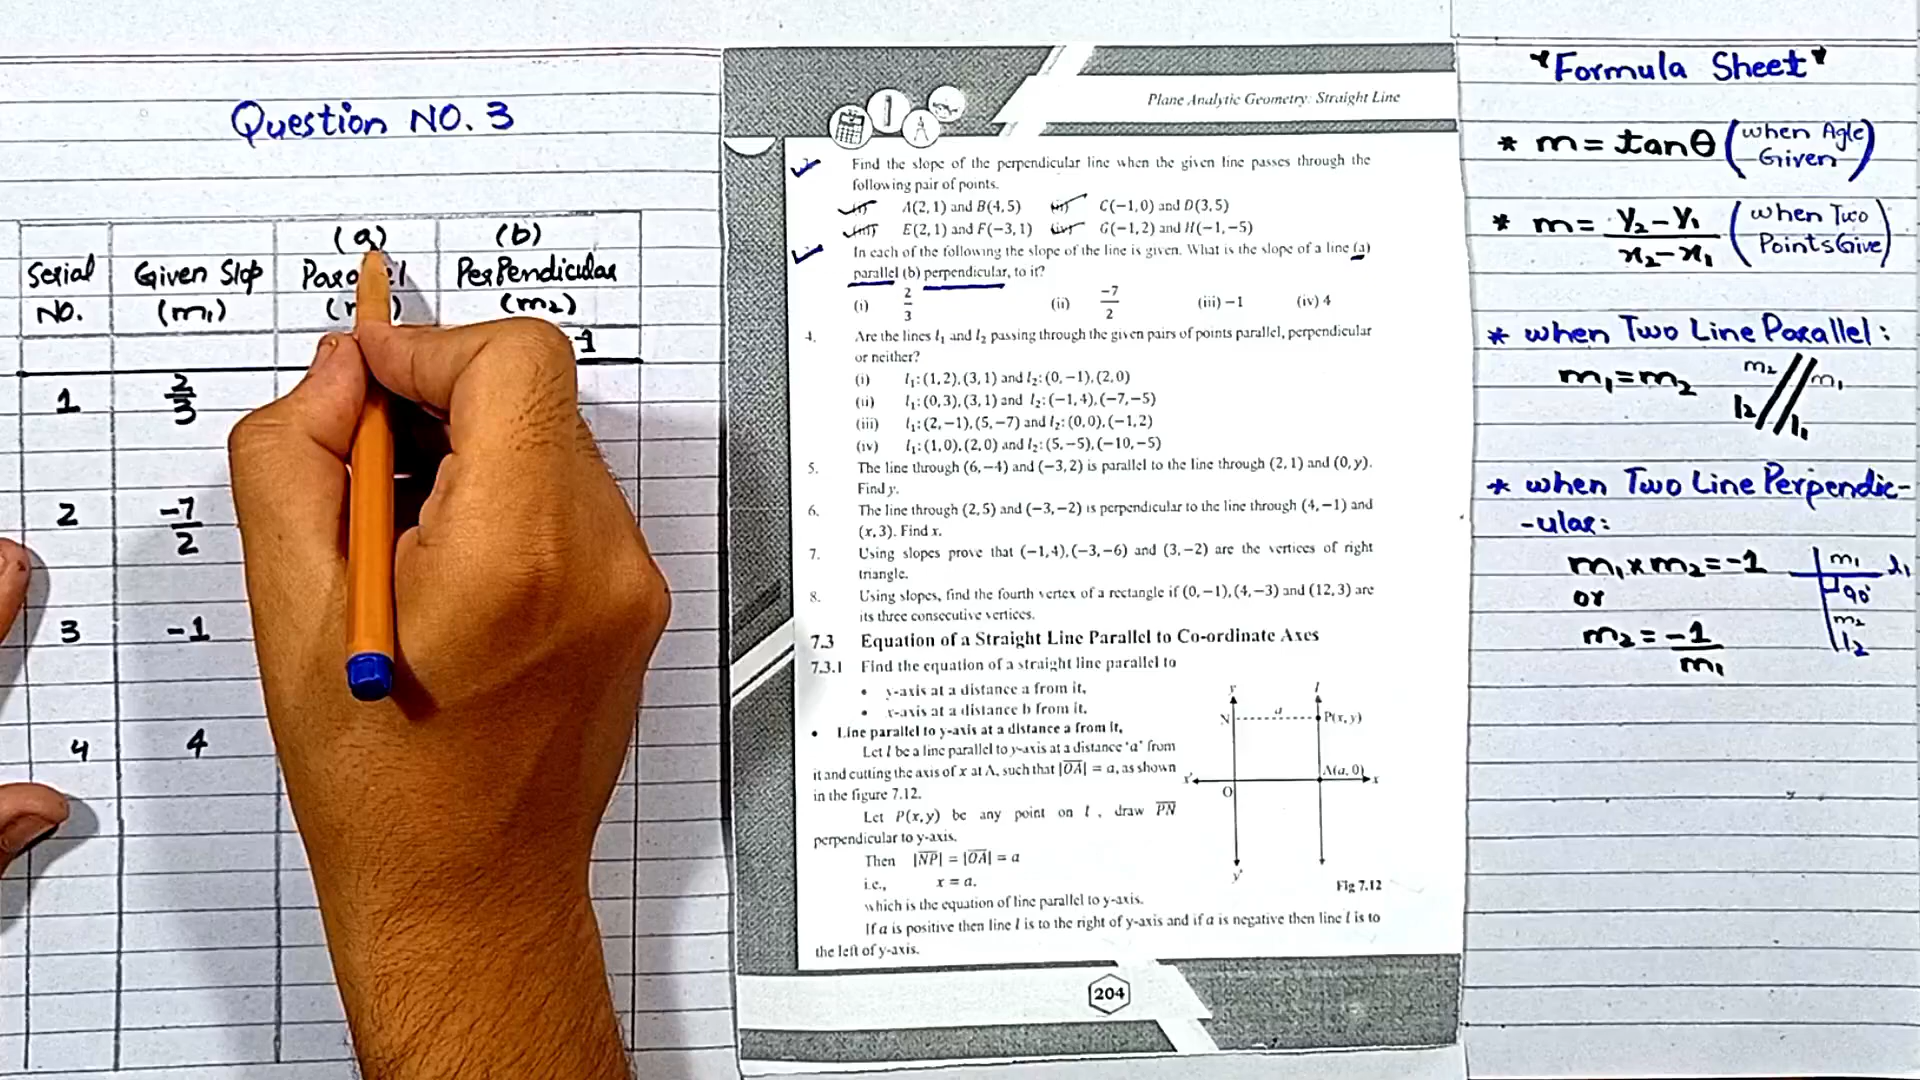 Question NO. 3
(a) (b)
Serial Given Slop Parallel Perpendicular
NO. (m₁) (m₂)
-1
1 2/3
2 -7/2
3 -1
4 4
Plane Analytic Geometry: Straight Line
Find the slope of the perpendicular line when the given line passes through the
following pair of points.
(i) A(2, 1) and B(4, 5) (ii) C(−1, 0) and D(3, 5)
(iii) E(2, 1) and F(−3, 1) (iv) G(−1, 2) and H(−1, −5)
In each of the following the slope of the line is given. What is the slope of a line (a)
parallel (b) perpendicular, to it?
(i) 2/3 (ii) −7/2 (iii) −1 (iv) 4
4. Are the lines l₁ and l₂ passing through the given pairs of points parallel, perpendicular
or neither?
(i) l₁: (1, 2), (3, 1) and l₂: (0, −1), (2, 0)
(ii) l₁: (0, 3), (3, 1) and l₂: (−1, 4), (−7, −5)
(iii) l₁: (2, −1), (5, −7) and l₂: (0, 0), (−1, 2)
(iv) l₁: (1, 0), (2, 0) and l₂: (5, −5), (−10, −5)
5. The line through (6, −4) and (−3, 2) is parallel to the line through (2, 1) and (0, y).
Find y.
6. The line through (2, 5) and (−3, −2) is perpendicular to the line through (4, −1) and
(x, 3). Find x.
7. Using slopes prove that (−1, 4), (−3, −6) and (3, −2) are the vertices of right
triangle.
8. Using slopes, find the fourth vertex of a rectangle if (0, −1), (4, −3) and (12, 3) are
its three consecutive vertices.
7.3 Equation of a Straight Line Parallel to Co-ordinate Axes
7.3.1 Find the equation of a straight line parallel to
• y-axis at a distance a from it,
• x-axis at a distance b from it.
• Line parallel to y-axis at a distance a from it,
Let l be a line parallel to y-axis at a distance 'a' from
it and cutting the axis of x at A, such that |OA| = a, as shown
in the figure 7.12.
Let P(x, y) be any point on l, draw PN
perpendicular to y-axis.
Then |NP| = |OA| = a
i.e., x = a.
which is the equation of line parallel to y-axis.
If a is positive then line l is to the right of y-axis and if a is negative then line l is to
the left of y-axis.
y l
N a P(x, y)
x' A(a, 0) x
O
y'
Fig 7.12
204
"Formula Sheet"
* m = tanθ (when Agle
Given)
* m = y₂−y₁/x₂−x₁ (when Two
Points Give)
* when Two Line Parallel:
m₁=m₂ m₂ m₁
l₂ l₁
* when Two Line Perpendic-
-ular:
m₁×m₂=-1 m₁ l₁
or 90°
m₂
m₂ = -1/m₁ l₂